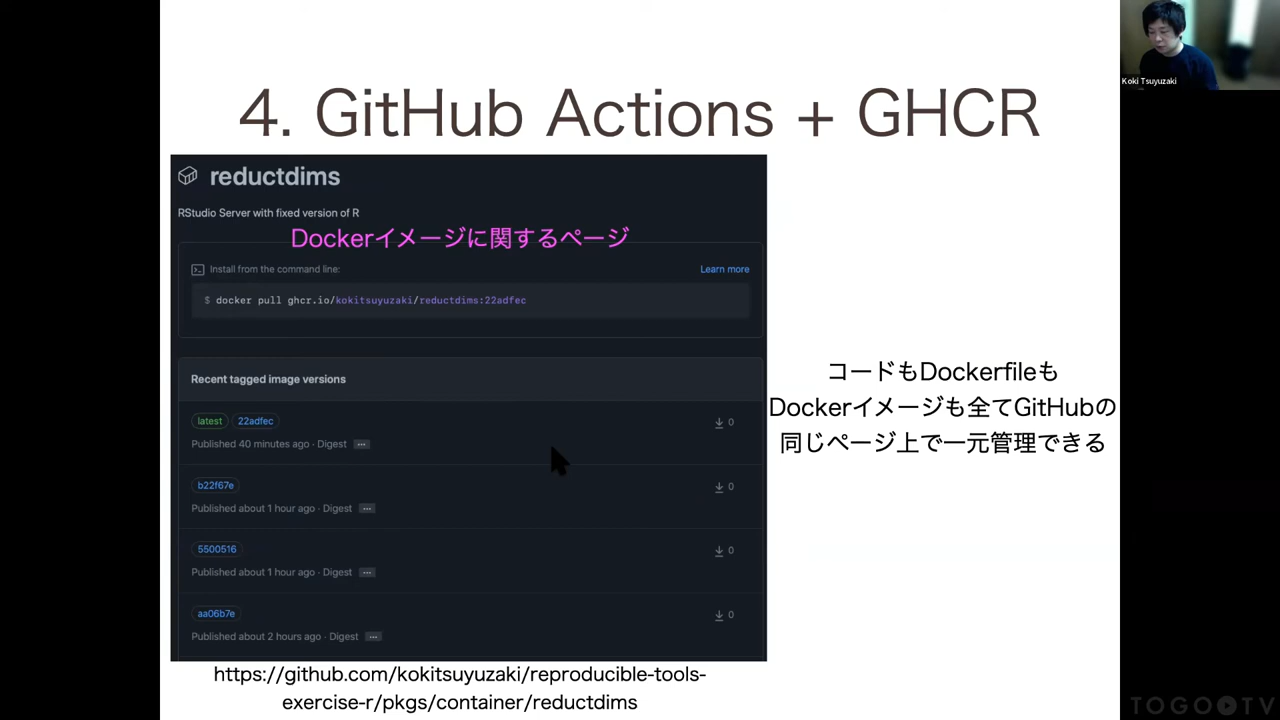 Koki Tsuyuzaki
4. GitHub Actions + GHCR
reductdims
RStudio Server with fixed version of R
Dockerイメージに関するページ
Install from the command line:
Learn more
$ docker pull ghcr.io/kokitsuyuzaki/reductdims:22adfec
Recent tagged image versions
latest 22adfec
0
Published 40 minutes ago · Digest ···
b22f67e
0
Published about 1 hour ago · Digest ···
5500516
0
Published about 1 hour ago · Digest ···
aa06b7e
0
Published about 2 hours ago · Digest ···
コードもDockerfileも
Dockerイメージも全てGitHubの
同じページ上で一元管理できる
https://github.com/kokitsuyuzaki/reproducible-tools-
exercise-r/pkgs/container/reductdims
TOGOTV